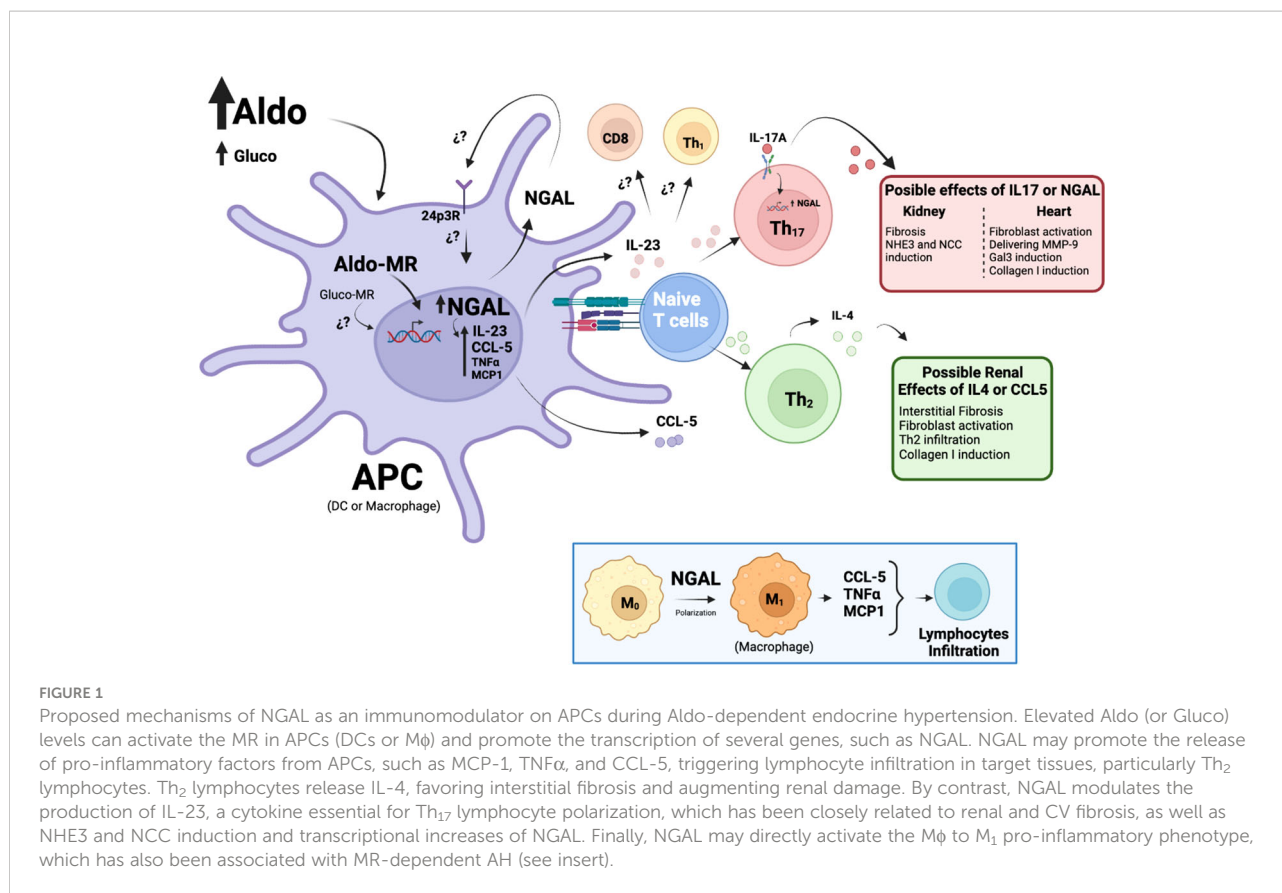 Aldo
Gluco
¿?
24p3R
¿?
NGAL
Aldo-MR
Gluco-MR
¿?
NGAL
IL-23
CCL-5
TNFα
MCP1
APC
(DC or Macrophage)
CD8
Th1
¿?
¿?
IL-23
CCL-5
Naive
T cells
IL-17A
NGAL
Th17
Th2
IL-4
Posible effects of IL17 or NGAL
Kidney
Fibrosis
NHE3 and NCC
induction
Heart
Fibroblast activation
Delivering MMP-9
Gal3 induction
Collagen I induction
Possible Renal
Effects of IL4 or CCL5
Interstitial Fibrosis
Fibroblast activation
Th2 infiltration
Collagen I induction
M0
NGAL
Polarization
M1
(Macrophage)
CCL-5
TNFα
MCP1
Lymphocytes
Infiltration
FIGURE 1
Proposed mechanisms of NGAL as an immunomodulator on APCs during Aldo-dependent endocrine hypertension. Elevated Aldo (or Gluco)
levels can activate the MR in APCs (DCs or Mϕ) and promote the transcription of several genes, such as NGAL. NGAL may promote the release
of pro-inflammatory factors from APCs, such as MCP-1, TNFα, and CCL-5, triggering lymphocyte infiltration in target tissues, particularly Th2
lymphocytes. Th2 lymphocytes release IL-4, favoring interstitial fibrosis and augmenting renal damage. By contrast, NGAL modulates the
production of IL-23, a cytokine essential for Th17 lymphocyte polarization, which has been closely related to renal and CV fibrosis, as well as
NHE3 and NCC induction and transcriptional increases of NGAL. Finally, NGAL may directly activate the Mϕ to M1 pro-inflammatory phenotype,
which has also been associated with MR-dependent AH (see insert).